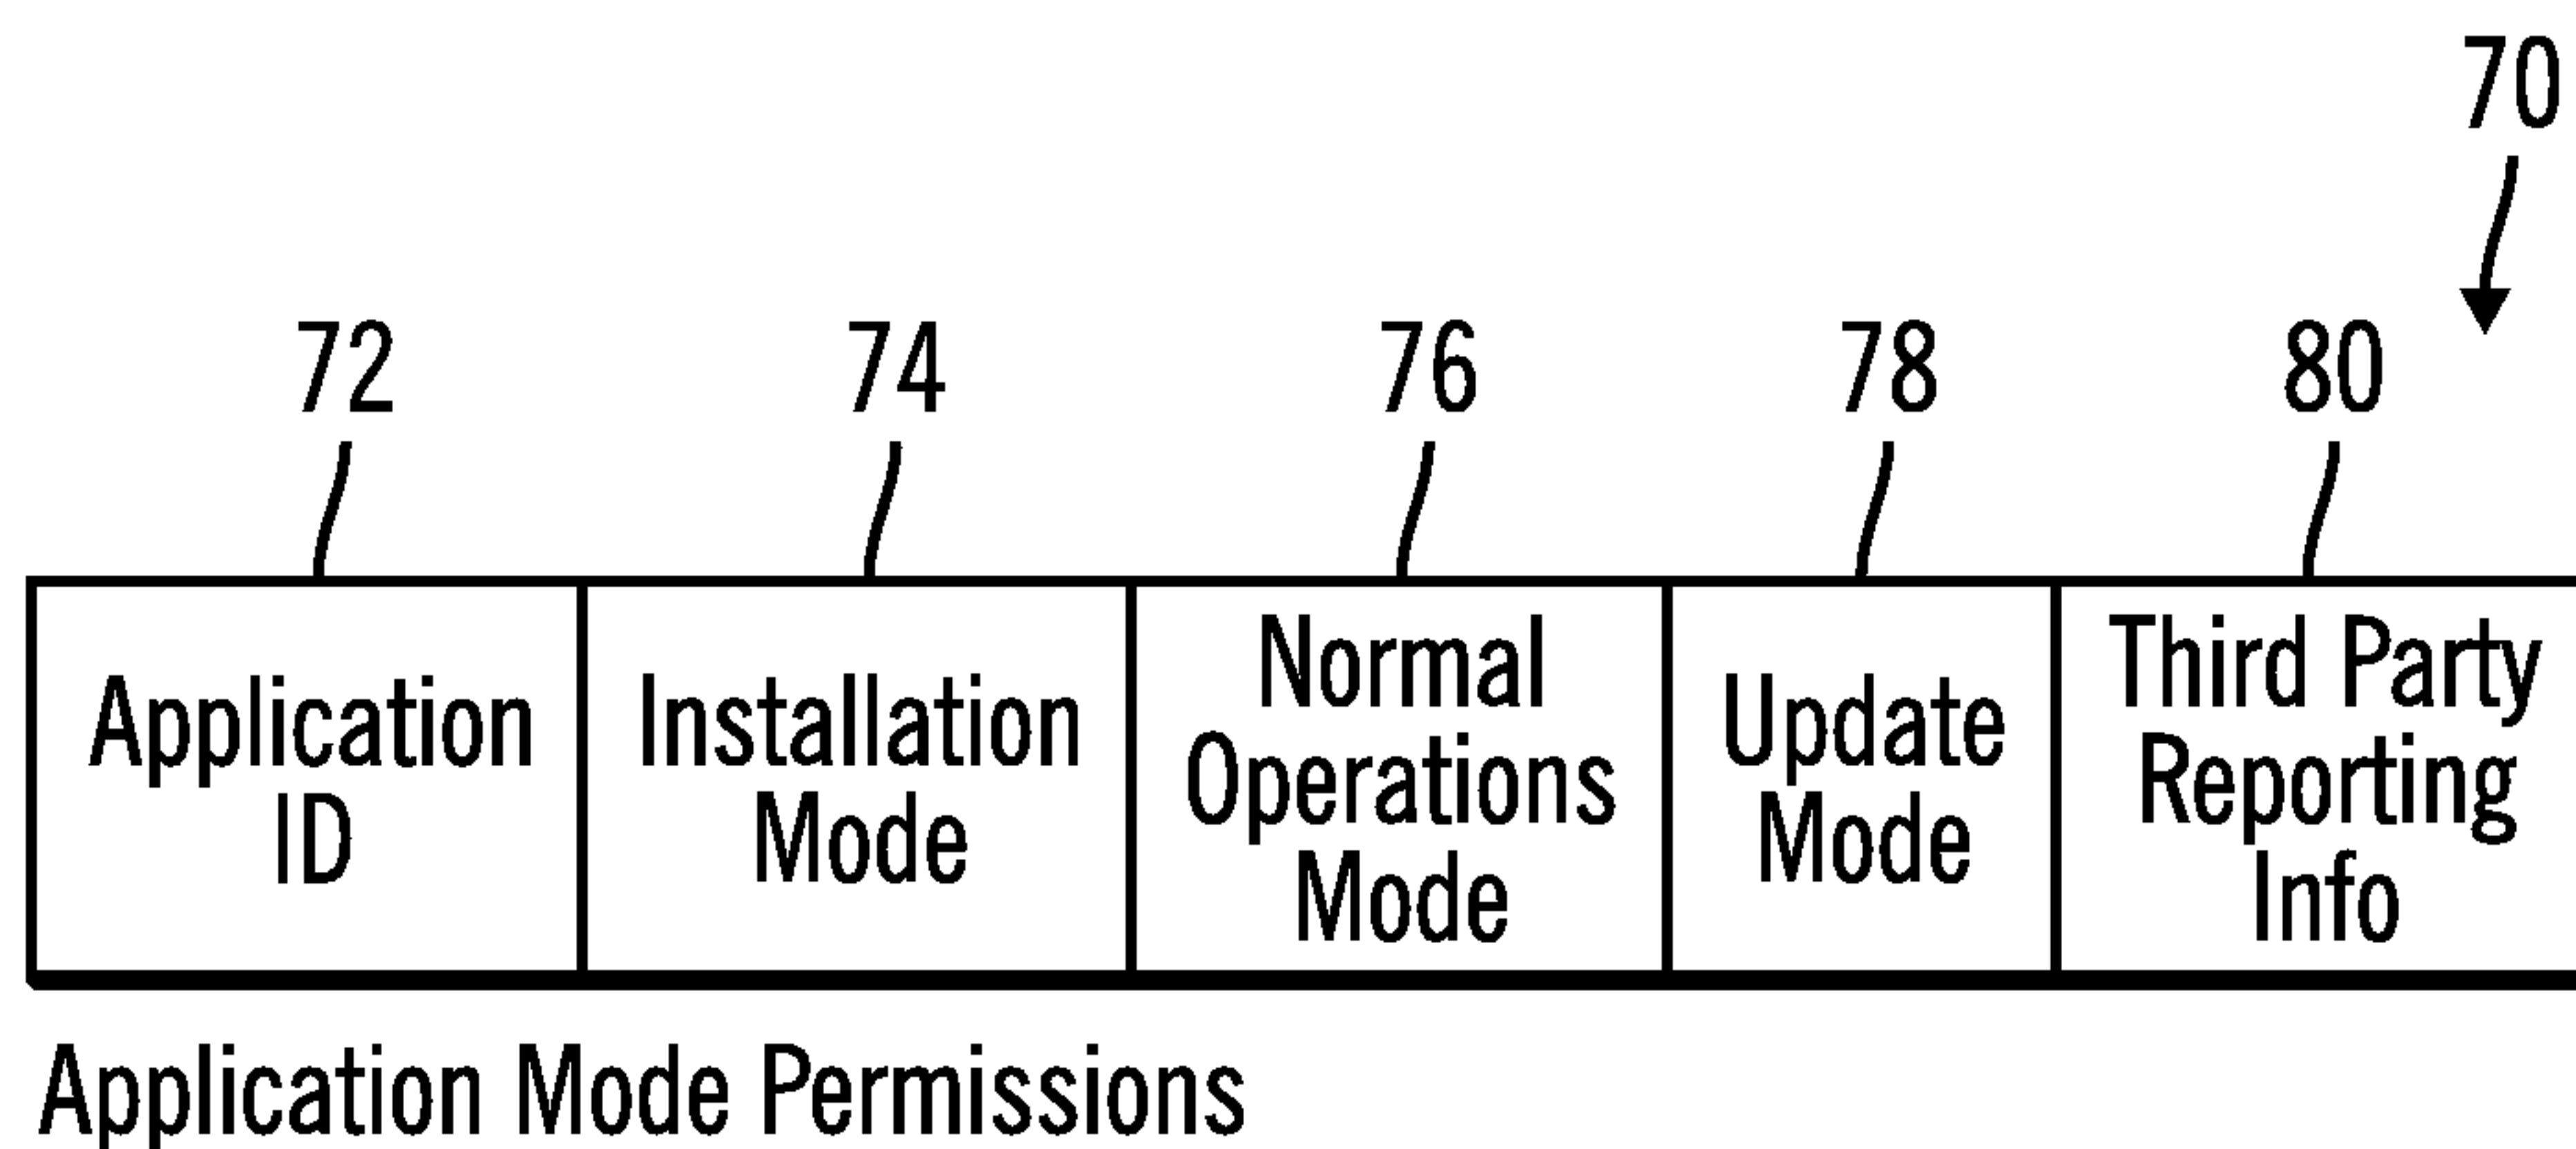 70
72
74
76
78
80
Application
ID
Installation
Mode
Normal
Operations
Mode
Update
Mode
Third Party
Reporting
Info
Application Mode Permissions